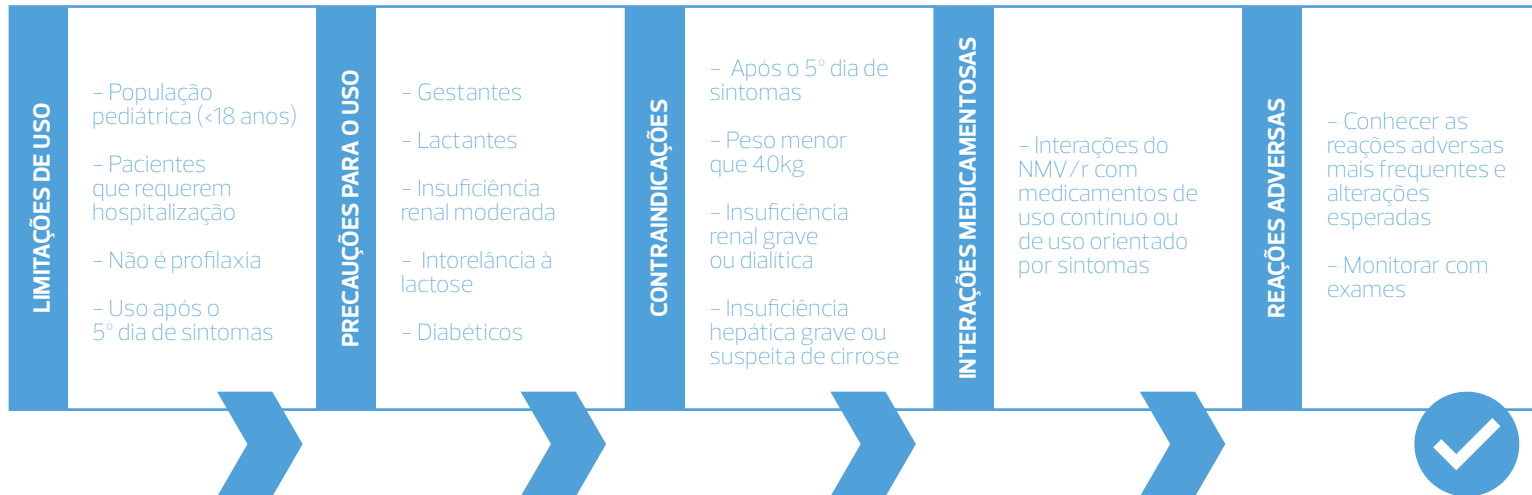 LIMITAÇÕES DE USO
– População
pediátrica (<18 anos)
– Pacientes
que requerem
hospitalização
– Não é profilaxia
– Uso após o
5º dia de sintomas
PRECAUÇÕES PARA O USO
– Gestantes
– Lactantes
– Insuficiência
renal moderada
– Intorelância à
lactose
– Diabéticos
CONTRAINDICAÇÕES
– Após o 5º dia de
sintomas
– Peso menor
que 40kg
– Insuficiência
renal grave
ou dialítica
– Insuficiência
hepática grave ou
suspeita de cirrose
INTERAÇÕES MEDICAMENTOSAS
– Interações do
NMV/r com
medicamentos de
uso contínuo ou
de uso orientado
por sintomas
REAÇÕES ADVERSAS
– Conhecer as
reações adversas
mais frequentes e
alterações
esperadas
– Monitorar com
exames